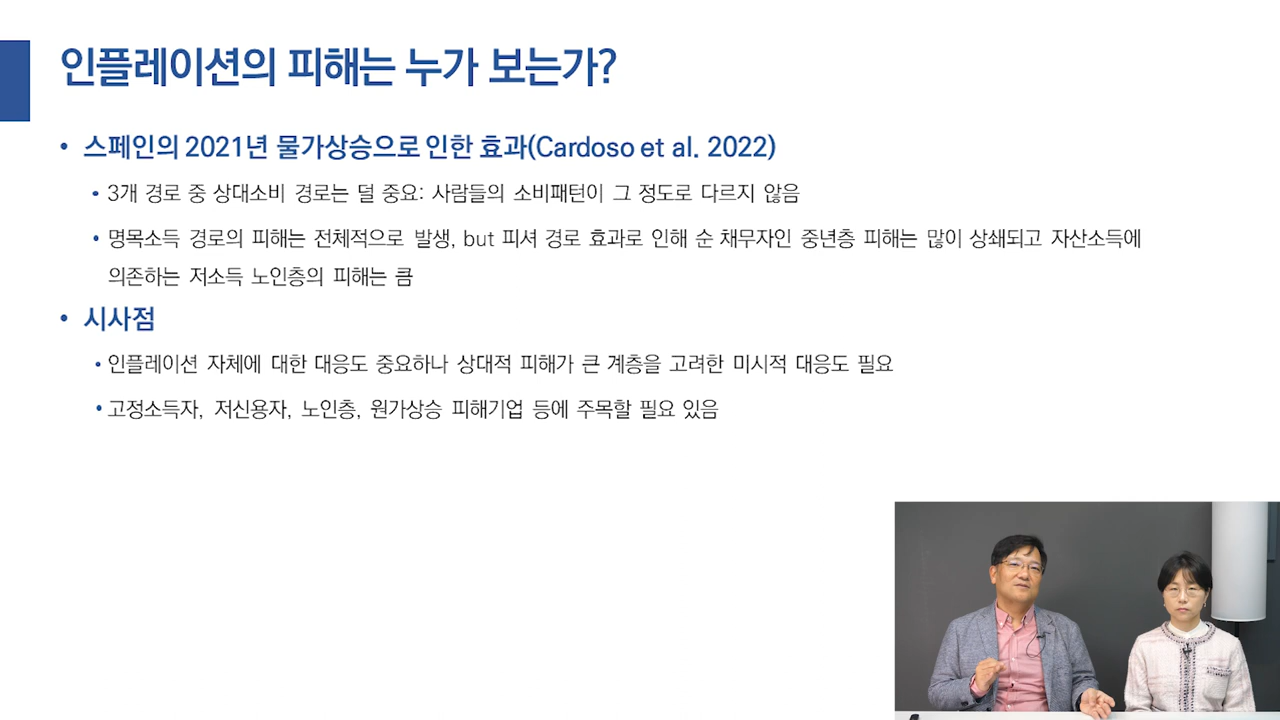 인플레이션의 피해는 누가 보는가?
• 스페인의 2021년 물가상승으로 인한 효과(Cardoso et al. 2022)
• 3개 경로 중 상대소비 경로는 덜 중요: 사람들의 소비패턴이 그 정도로 다르지 않음
• 명목소득 경로의 피해는 전체적으로 발생, but 피셔 경로 효과로 인해 순 채무자인 중년층 피해는 많이 상쇄되고 자산소득에
의존하는 저소득 노인층의 피해는 큼
• 시사점
• 인플레이션 자체에 대한 대응도 중요하나 상대적 피해가 큰 계층을 고려한 미시적 대응도 필요
• 고정소득자, 저신용자, 노인층, 원가상승 피해기업 등에 주목할 필요 있음